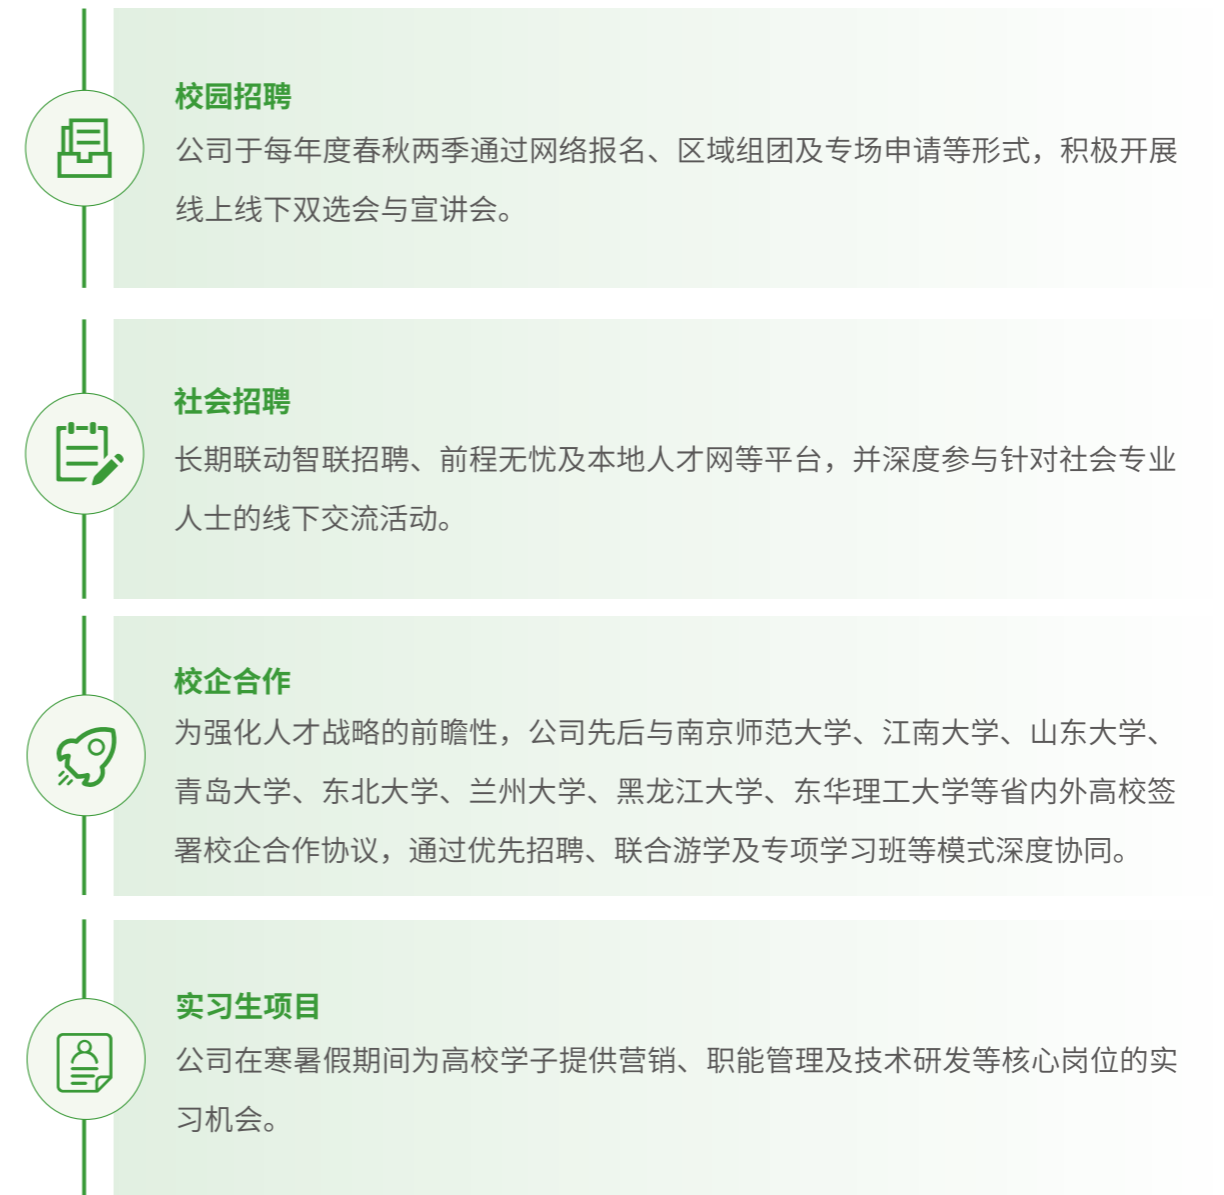 校园招聘
公司于每年度春秋两季通过网络报名、区域组团及专场申请等形式，积极开展
线上线下双选会与宣讲会。
社会招聘
长期联动智联招聘、前程无忧及本地人才网等平台，并深度参与针对社会专业
人士的线下交流活动。
校企合作
为强化人才战略的前瞻性，公司先后与南京师范大学、江南大学、山东大学、
青岛大学、东北大学、兰州大学、黑龙江大学、东华理工大学等省内外高校签
署校企合作协议，通过优先招聘、联合游学及专项学习班等模式深度协同。
实习生项目
公司在寒暑假期间为高校学子提供营销、职能管理及技术研发等核心岗位的实
习机会。